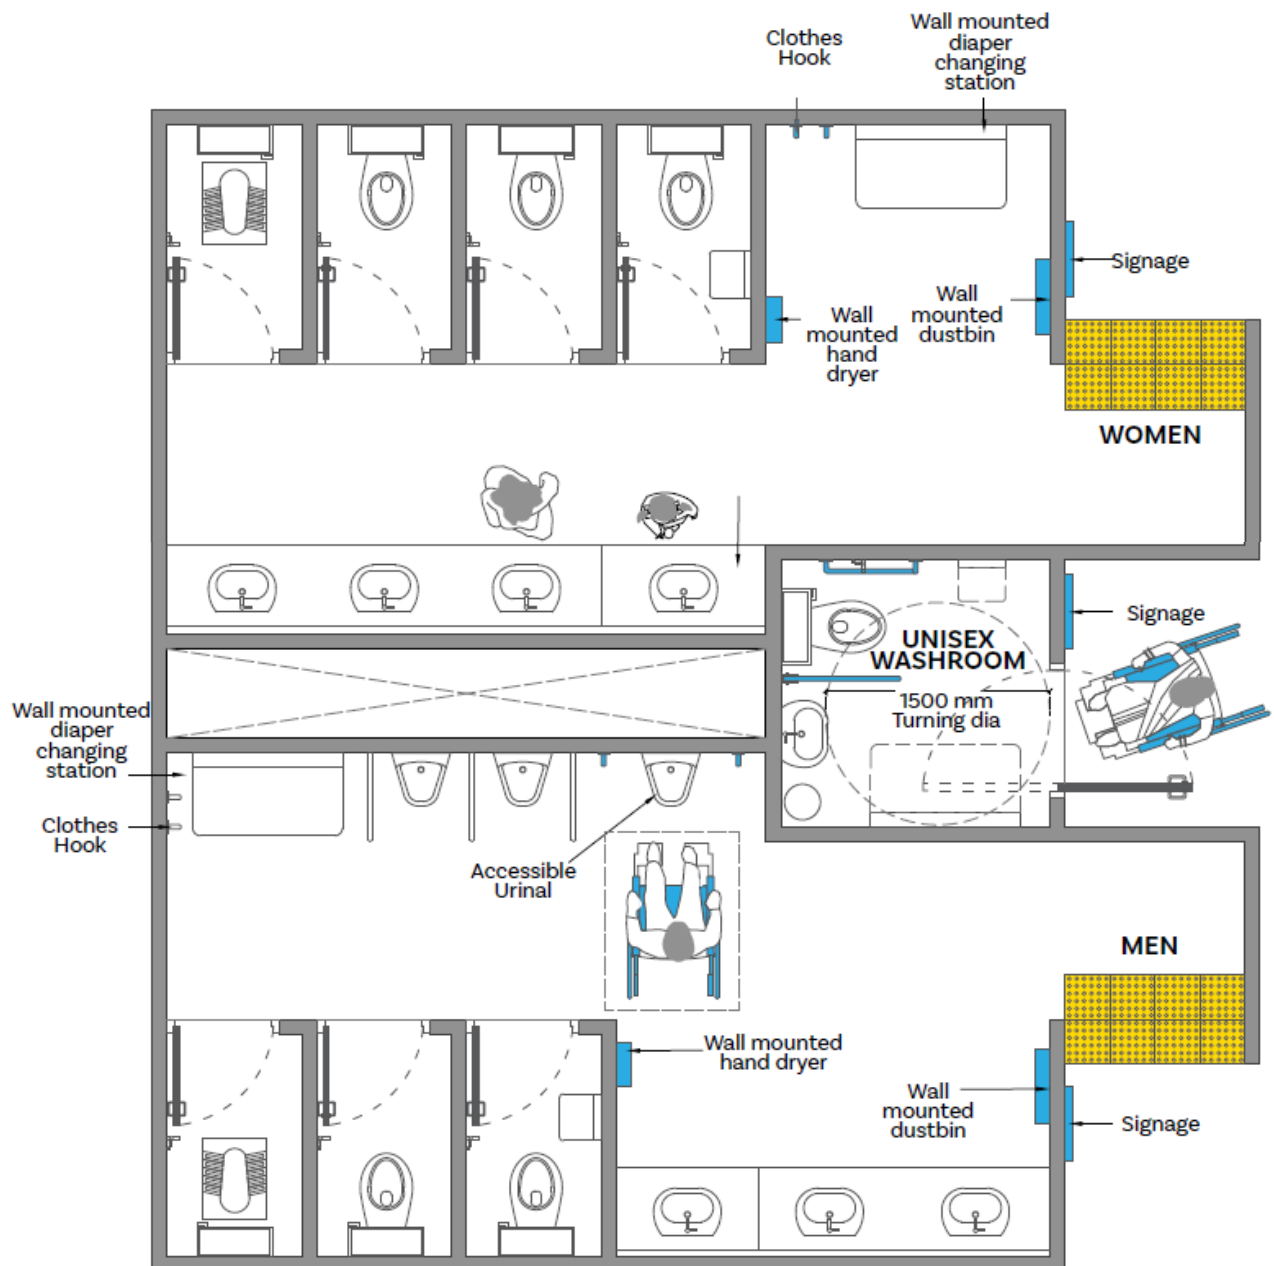 Clothes
Hook
Wall mounted
diaper
changing
station
Signage
Wall
mounted
hand
dryer
Wall
mounted
dustbin
WOMEN
Signage
UNISEX
WASHROOM
1500 mm
Turning dia
Wall mounted
diaper
changing
station
Clothes
Hook
Accessible
Urinal
MEN
Wall mounted
hand dryer
Wall
mounted
dustbin
Signage